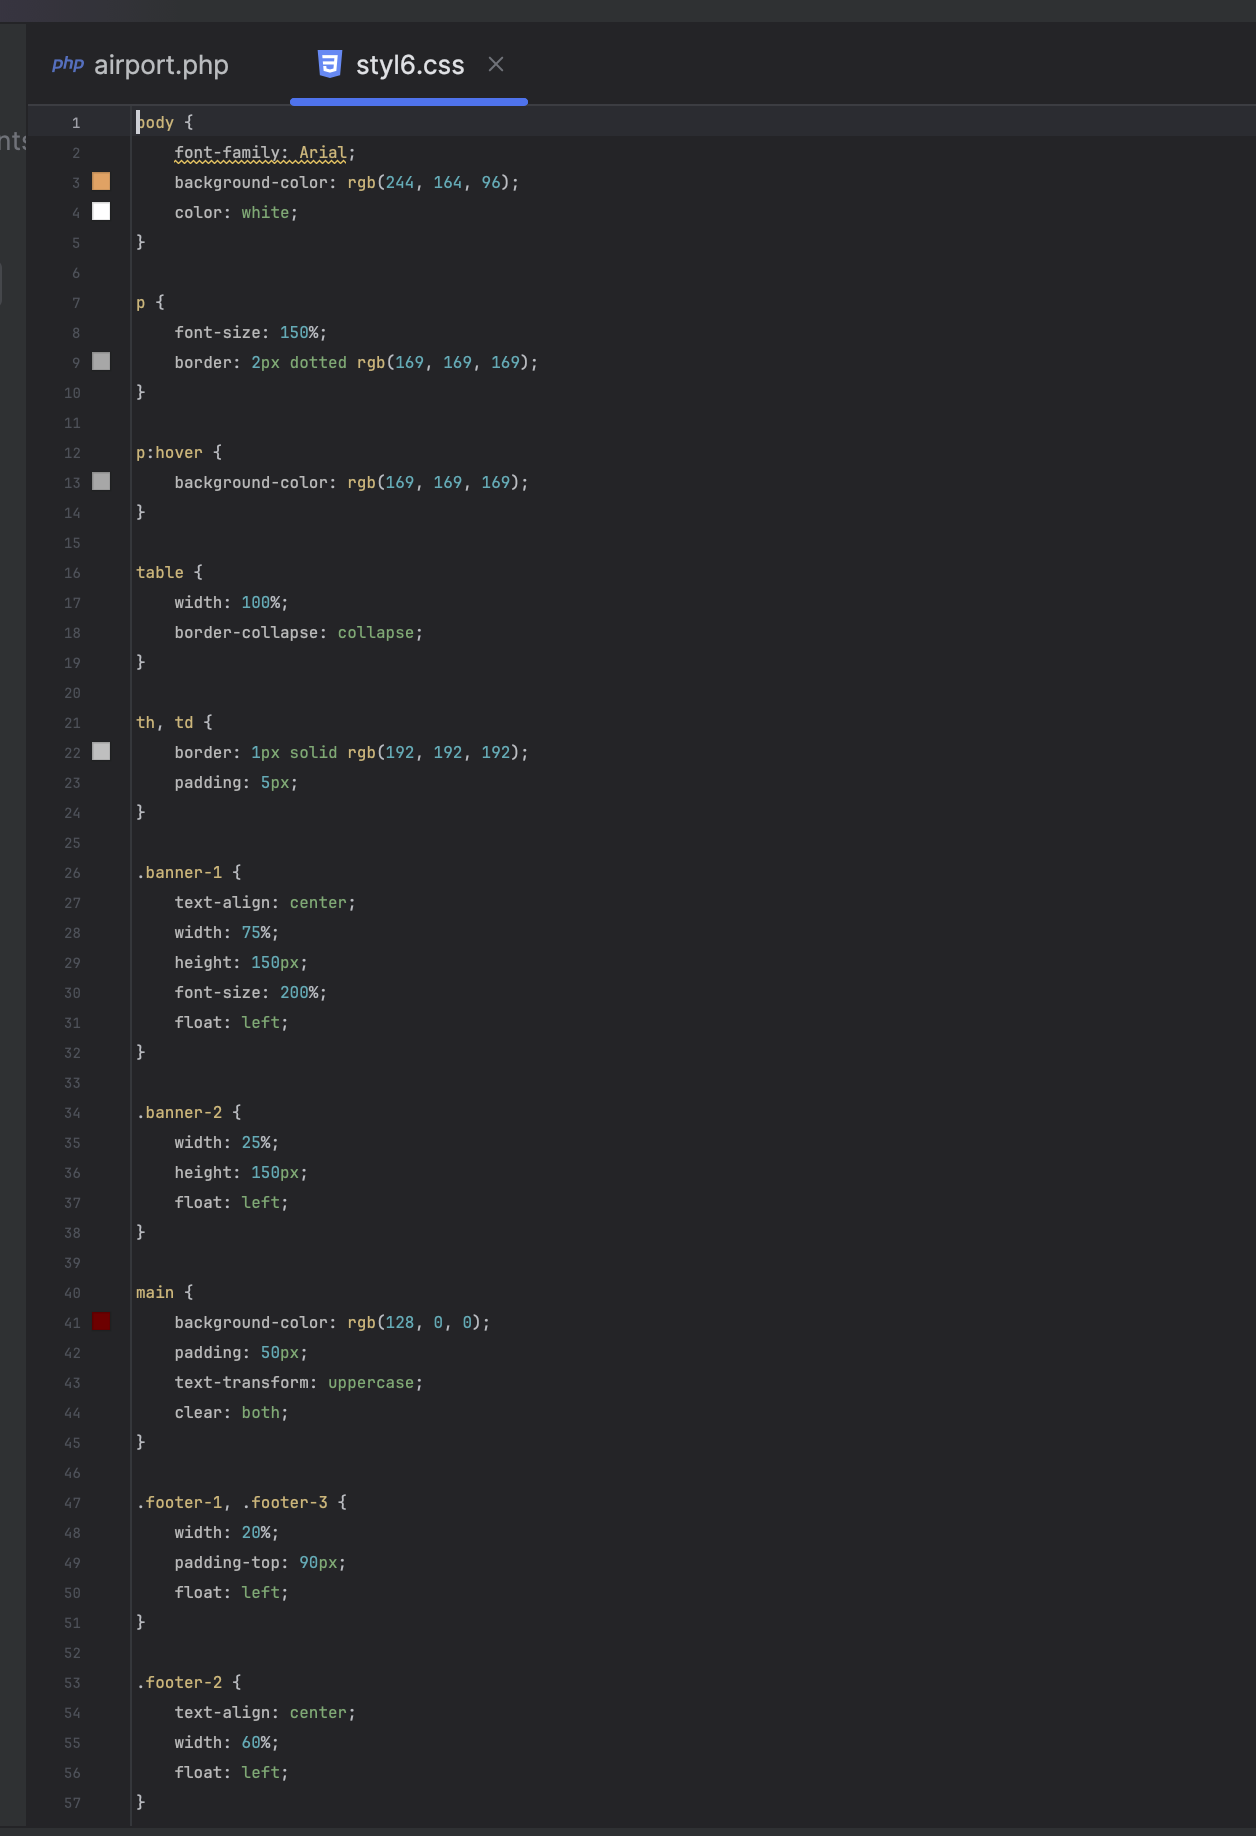 php airport.php styl6.css
nts
1 body {
2     font-family: Arial;
3     background-color: rgb(244, 164, 96);
4     color: white;
5 }
6
7 p {
8     font-size: 150%;
9     border: 2px dotted rgb(169, 169, 169);
10 }
11
12 p:hover {
13     background-color: rgb(169, 169, 169);
14 }
15
16 table {
17     width: 100%;
18     border-collapse: collapse;
19 }
20
21 th, td {
22     border: 1px solid rgb(192, 192, 192);
23     padding: 5px;
24 }
25
26 .banner-1 {
27     text-align: center;
28     width: 75%;
29     height: 150px;
30     font-size: 200%;
31     float: left;
32 }
33
34 .banner-2 {
35     width: 25%;
36     height: 150px;
37     float: left;
38 }
39
40 main {
41     background-color: rgb(128, 0, 0);
42     padding: 50px;
43     text-transform: uppercase;
44     clear: both;
45 }
46
47 .footer-1, .footer-3 {
48     width: 20%;
49     padding-top: 90px;
50     float: left;
51 }
52
53 .footer-2 {
54     text-align: center;
55     width: 60%;
56     float: left;
57 }